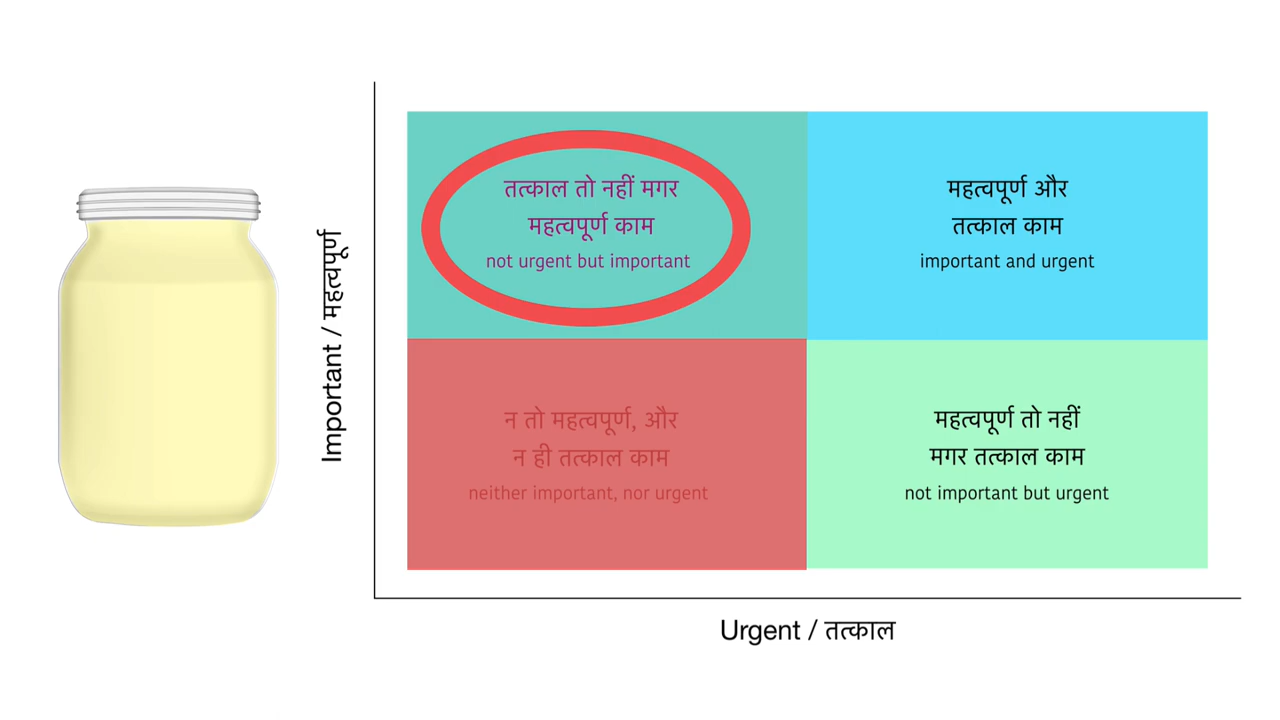 तत्काल तो नहीं मगर
महत्वपूर्ण काम
not urgent but important
महत्वपूर्ण और
तत्काल काम
important and urgent
Important / महत्वपूर्ण
न तो महत्वपूर्ण, और
न ही तत्काल काम
neither important, nor urgent
महत्वपूर्ण तो नहीं
मगर तत्काल काम
not important but urgent
Urgent / तत्काल